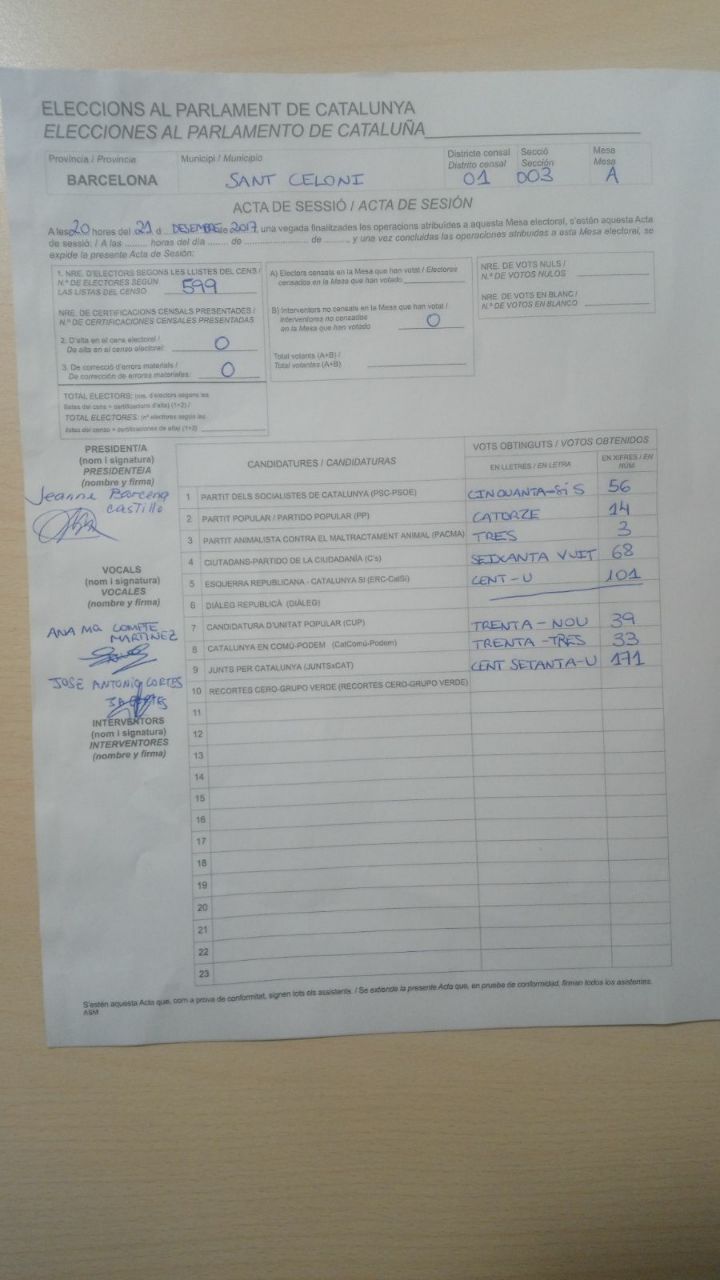 ELECCIONS AL PARLAMENT DE CATALUNYA
ELECCIONES AL PARLAMENTO DE CATALUÑA
Província / Provincia
BARCELONA
Municipi / Municipio
SANT CELONI
Districte censal
Distrito censal
01
Secció
Sección
003
Mesa
Mesa
A
ACTA DE SESSIÓ / ACTA DE SESIÓN
A les 20 hores del 21 d... DESEMBRE de 2017, una vegada finalitzades les operacions atribuïdes a aquesta Mesa electoral, s'estén aquesta Acta
de sessió: / A las ........ horas del día ....... de ...................... de ........, y una vez concluidas las operaciones atribuidas a esta Mesa electoral, se
expide la presente Acta de Sesión:
1. NRE. D'ELECTORS SEGONS LES LLISTES DEL CENS /
N.º DE ELECTORES SEGÚN
LAS LISTAS DEL CENSO 599
NRE. DE CERTIFICACIONS CENSALS PRESENTADES /
N.º DE CERTIFICACIONES CENSALES PRESENTADAS
2. D'alta en el cens electoral /
De alta en el censo electoral: 0
3. De correcció d'errors materials /
De corrección de errores materiales: 0
TOTAL ELECTORS: (nre. d'electors segons les
llistes del cens + certificacions d'alta) (1+2) /
TOTAL ELECTORES: (nº electores según las
listas del censo + certificaciones de alta) (1+2)
A) Electors censats en la Mesa que han votat / Electores
censados en la Mesa que han votado
B) Interventors no censats en la Mesa que han votat /
Interventores no censados
en la Mesa que han votado 0
Total votants (A+B) /
Total votantes (A+B)
NRE. DE VOTS NULS /
N.º DE VOTOS NULOS
NRE. DE VOTS EN BLANC /
N.º DE VOTOS EN BLANCO
PRESIDENT/A
(nom i signatura)
PRESIDENTE/A
(nombre y firma)
Jeanne Barcena
Castillo
VOCALS
(nom i signatura)
VOCALES
(nombre y firma)
ANA Mª COMPTE
MARTINEZ
JOSE ANTONIO CORTES
INTERVENTORS
(nom i signatura)
INTERVENTORES
(nombre y firma)
CANDIDATURES / CANDIDATURAS
VOTS OBTINGUTS / VOTOS OBTENIDOS
EN LLETRES / EN LETRA
EN XIFRES / EN
NÚM.
1 PARTIT DELS SOCIALISTES DE CATALUNYA (PSC-PSOE) CINQUANTA-SIS 56
2 PARTIT POPULAR / PARTIDO POPULAR (PP) CATORZE 14
3 PARTIT ANIMALISTA CONTRA EL MALTRACTAMENT ANIMAL (PACMA) TRES 3
4 CIUTADANS-PARTIDO DE LA CIUDADANÍA (C's) SEIXANTA VUIT 68
5 ESQUERRA REPUBLICANA - CATALUNYA SÍ (ERC-CatSí) CENT-U 101
6 DIÀLEG REPUBLICÀ (DIÀLEG)
7 CANDIDATURA D'UNITAT POPULAR (CUP) TRENTA-NOU 39
8 CATALUNYA EN COMÚ-PODEM (CatComú-Podem) TRENTA-TRES 33
9 JUNTS PER CATALUNYA (JUNTSxCAT) CENT SETANTA-U 171
10 RECORTES CERO-GRUPO VERDE (RECORTES CERO-GRUPO VERDE)
11
12
13
14
15
16
17
18
19
20
21
22
23
S'estén aquesta Acta que, com a prova de conformitat, signen tots els assistents. / Se extiende la presente Acta que, en prueba de conformidad, firman todos los asistentes.
ASM